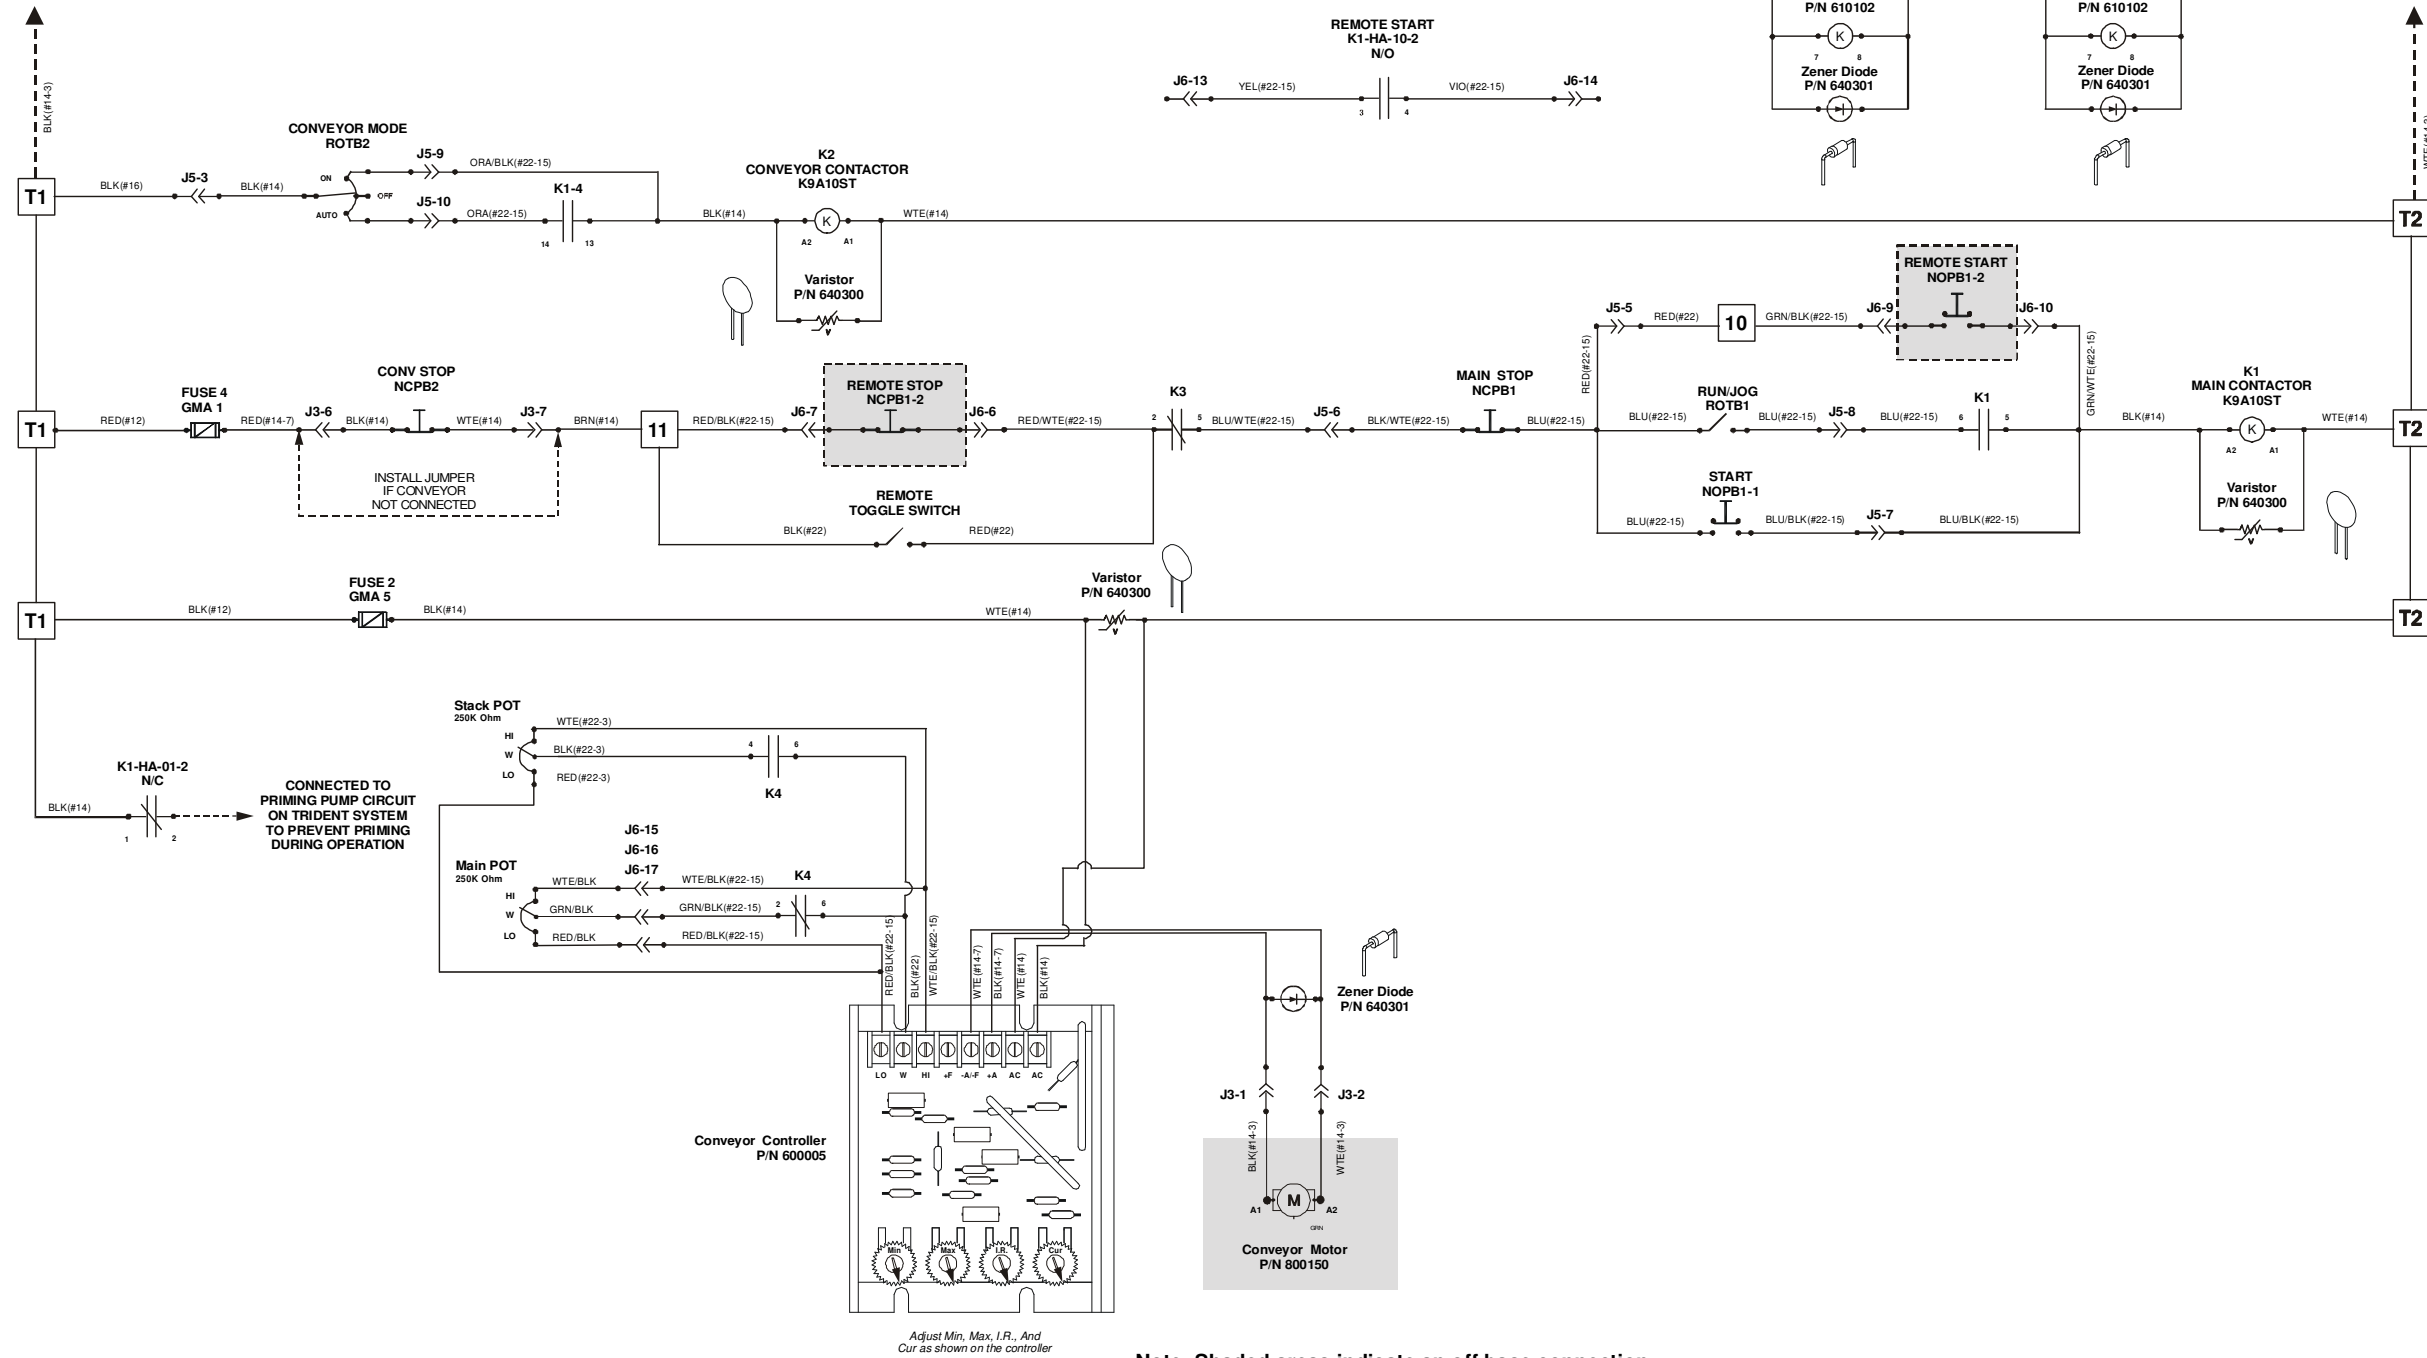 P/N 610102
P/N 610102
K
K
7 8
7 8
Zener Diode
P/N 640301
Zener Diode
P/N 640301
REMOTE START
K1-HA-10-2
N/O
J6-13
YEL(#22-15)
3
4
VIO(#22-15)
J6-14
BLK(#14-3)
CONVEYOR MODE
ROTB2
T1
BLK(#16)
J5-3
BLK(#14)
ON
OFF
AUTO
J5-9
ORA/BLK(#22-15)
J5-10
ORA(#22-15)
K1-4
14
13
BLK(#14)
K2
CONVEYOR CONTACTOR
K9A10ST
K
A2
A1
WTE(#14)
T2
Varistor
P/N 640300
V
REMOTE START
NOPB1-2
J5-5
RED(#22)
10
GRN/BLK(#22-15)
J6-9
J6-10
RED(#22-15)
GRN/WTE(#22-15)
T1
RED(#12)
FUSE 4
GMA 1
RED(#14-7)
J3-6
BLK(#14)
CONV STOP
NCPB2
WTE(#14)
J3-7
BRN(#14)
11
RED/BLK(#22-15)
J6-7
REMOTE STOP
NCPB1-2
J6-6
RED/WTE(#22-15)
K3
2
5
BLU/WTE(#22-15)
J5-6
BLK/WTE(#22-15)
MAIN STOP
NCPB1
BLU(#22-15)
BLU(#22-15)
RUN/JOG
ROTB1
BLU(#22-15)
J5-8
BLU(#22-15)
K1
6
5
BLK(#14)
K1
MAIN CONTACTOR
K9A10ST
K
A2
A1
WTE(#14)
T2
INSTALL JUMPER
IF CONVEYOR
NOT CONNECTED
REMOTE
TOGGLE SWITCH
BLK(#22)
RED(#22)
START
NOPB1-1
BLU(#22-15)
BLU/BLK(#22-15)
J5-7
BLU/BLK(#22-15)
Varistor
P/N 640300
V
T1
BLK(#12)
FUSE 2
GMA 5
BLK(#14)
WTE(#14)
Varistor
P/N 640300
V
T2
Stack POT
250K Ohm
HI
W
LO
WTE(#22-3)
BLK(#22-3)
RED(#22-3)
4
6
K4
K1-HA-01-2
N/C
BLK(#14)
1
2
CONNECTED TO
PRIMING PUMP CIRCUIT
ON TRIDENT SYSTEM
TO PREVENT PRIMING
DURING OPERATION
J6-15
J6-16
J6-17
Main POT
250K Ohm
HI
W
LO
WTE/BLK
WTE/BLK(#22-15)
GRN/BLK
GRN/BLK(#22-15)
K4
2
6
RED/BLK
RED/BLK(#22-15)
RED/BLK(#22-15)
BLK(#22)
WTE/BLK(#22-15)
WTE(#14-7)
BLK(#14-7)
WTE(#14)
BLK(#14)
Zener Diode
P/N 640301
LO W HI +F -A/-F +A AC AC
J3-1
J3-2
Conveyor Controller
P/N 600005
BLK(#14-3)
WTE(#14-3)
M
A1
A2
GRN
Conveyor Motor
P/N 800150
Min Max I.R. Cur
Adjust Min, Max, I.R., And
Cur as shown on the controller
Note- Shaded areas indicate an off base connection